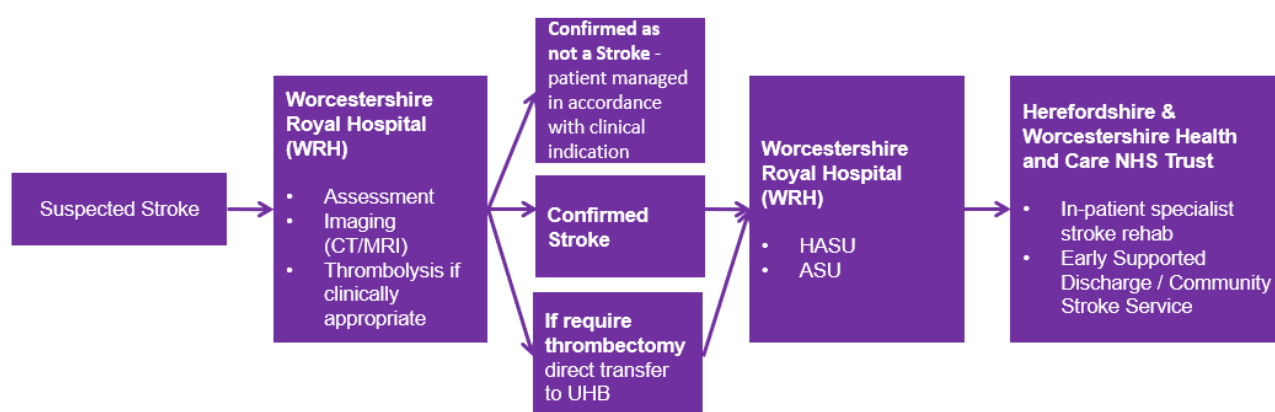 Suspected Stroke
Worcestershire
Royal Hospital
(WRH)
• Assessment
• Imaging
(CT/MRI)
• Thrombolysis if
clinically
appropriate
Confirmed as
not a Stroke -
patient managed
in accordance
with clinical
indication
Confirmed
Stroke
If require
thrombectomy
direct transfer
to UHB
Worcestershire
Royal Hospital
(WRH)
• HASU
• ASU
Herefordshire &
Worcestershire Health
and Care NHS Trust
• In-patient specialist
stroke rehab
• Early Supported
Discharge / Community
Stroke Service